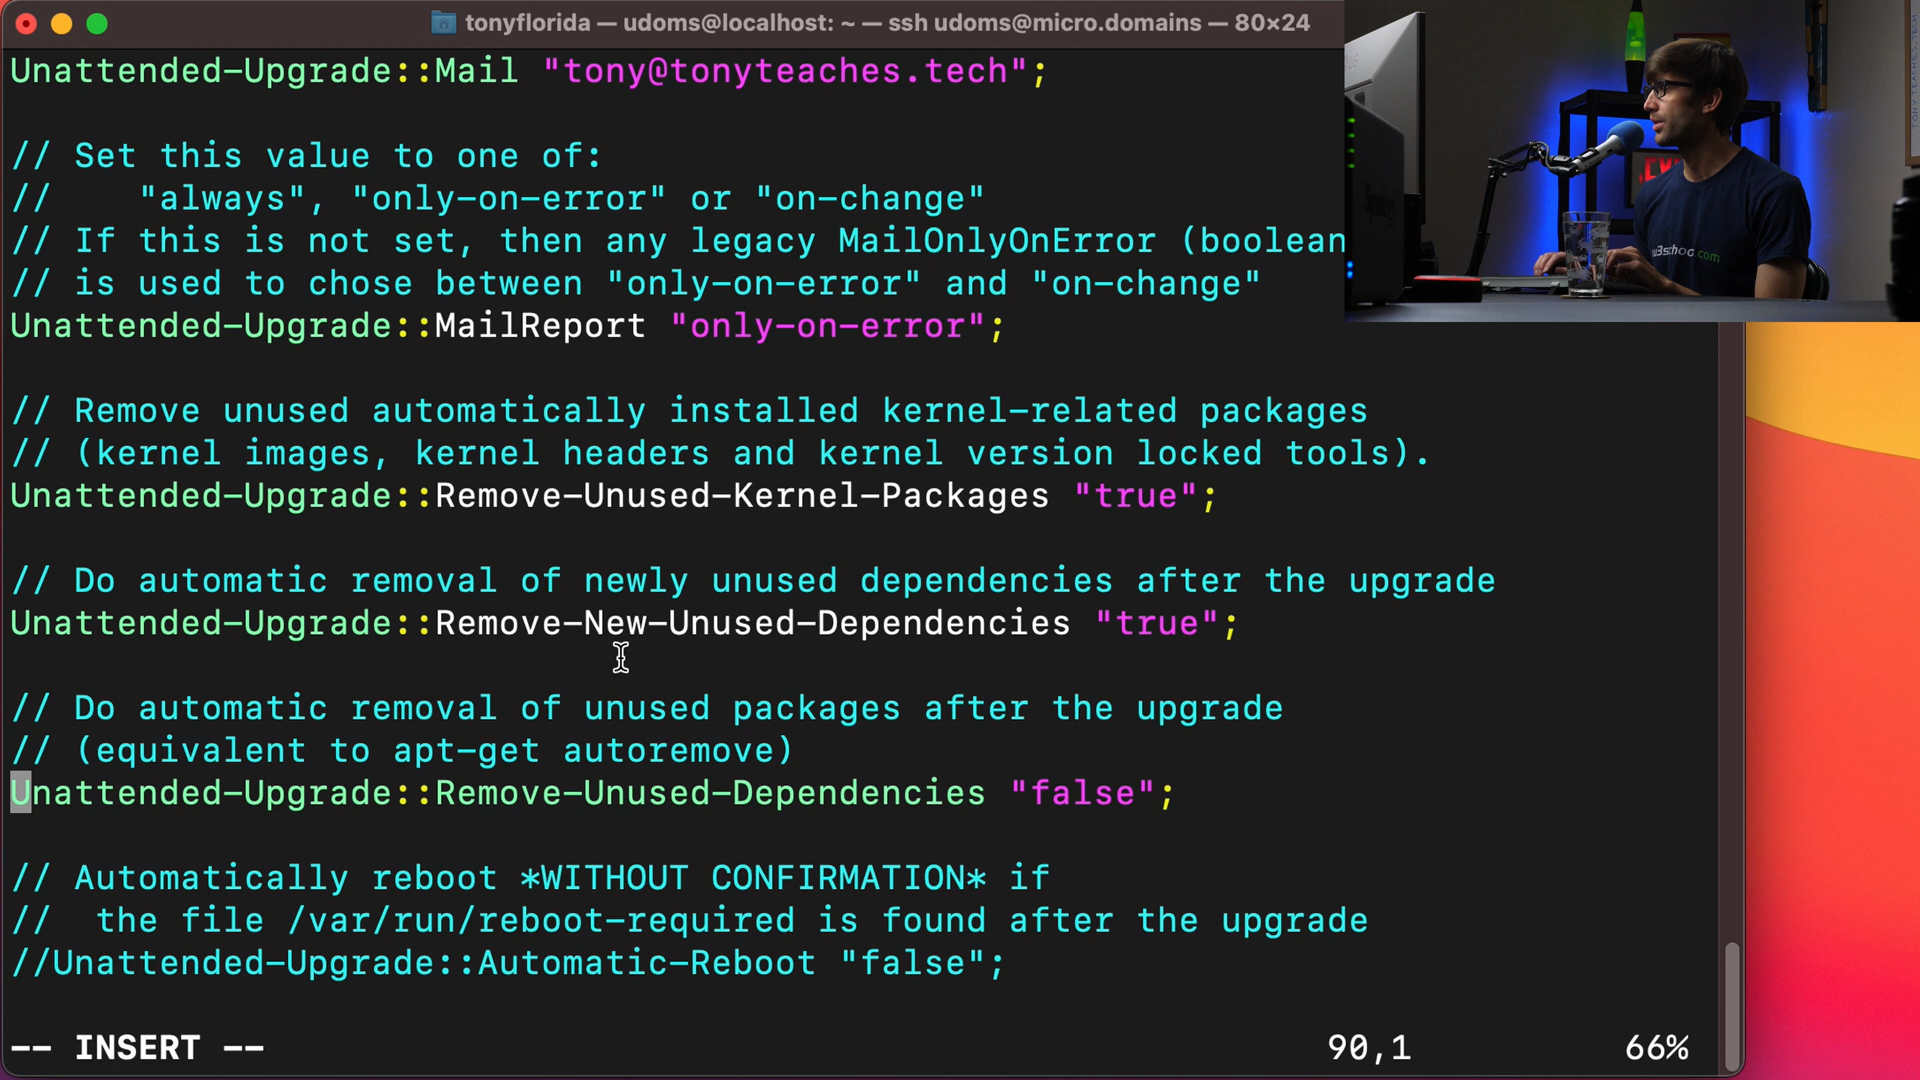 tonyflorida — udoms@localhost: ~ — ssh udoms@micro.domains — 80×24
Unattended-Upgrade::Mail "tony@tonyteaches.tech";
// Set this value to one of:
//    "always", "only-on-error" or "on-change"
// If this is not set, then any legacy MailOnlyOnError (boolean
// is used to chose between "only-on-error" and "on-change"
Unattended-Upgrade::MailReport "only-on-error";
// Remove unused automatically installed kernel-related packages
// (kernel images, kernel headers and kernel version locked tools).
Unattended-Upgrade::Remove-Unused-Kernel-Packages "true";
// Do automatic removal of newly unused dependencies after the upgrade
Unattended-Upgrade::Remove-New-Unused-Dependencies "true";
// Do automatic removal of unused packages after the upgrade
// (equivalent to apt-get autoremove)
Unattended-Upgrade::Remove-Unused-Dependencies "false";
// Automatically reboot *WITHOUT CONFIRMATION* if
//  the file /var/run/reboot-required is found after the upgrade
//Unattended-Upgrade::Automatic-Reboot "false";
-- INSERT --
90,1
66%